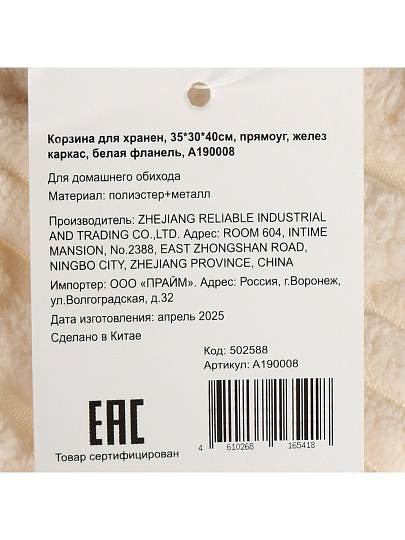 Корзина для хранен, 35*30*40см, прямоуг, желез
каркас, белая фланель, А190008
Для домашнего обихода
Материал: полиэстер+металл
Производитель: ZHEJIANG RELIABLE INDUSTRIAL
AND TRADING CO.,LTD. Адрес: ROOM 604, INTIME
MANSION, No.2388, EAST ZHONGSHAN ROAD,
NINGBO CITY, ZHEJIANG PROVINCE, CHINA
Импортер: ООО «ПРАЙМ». Адрес: Россия, г.Воронеж,
ул.Волгоградская, д.32
Дата изготовления: апрель 2025
Сделано в Китае
Код: 502588
Артикул: А190008
EAC
4 610268 165418
Товар сертифицирован